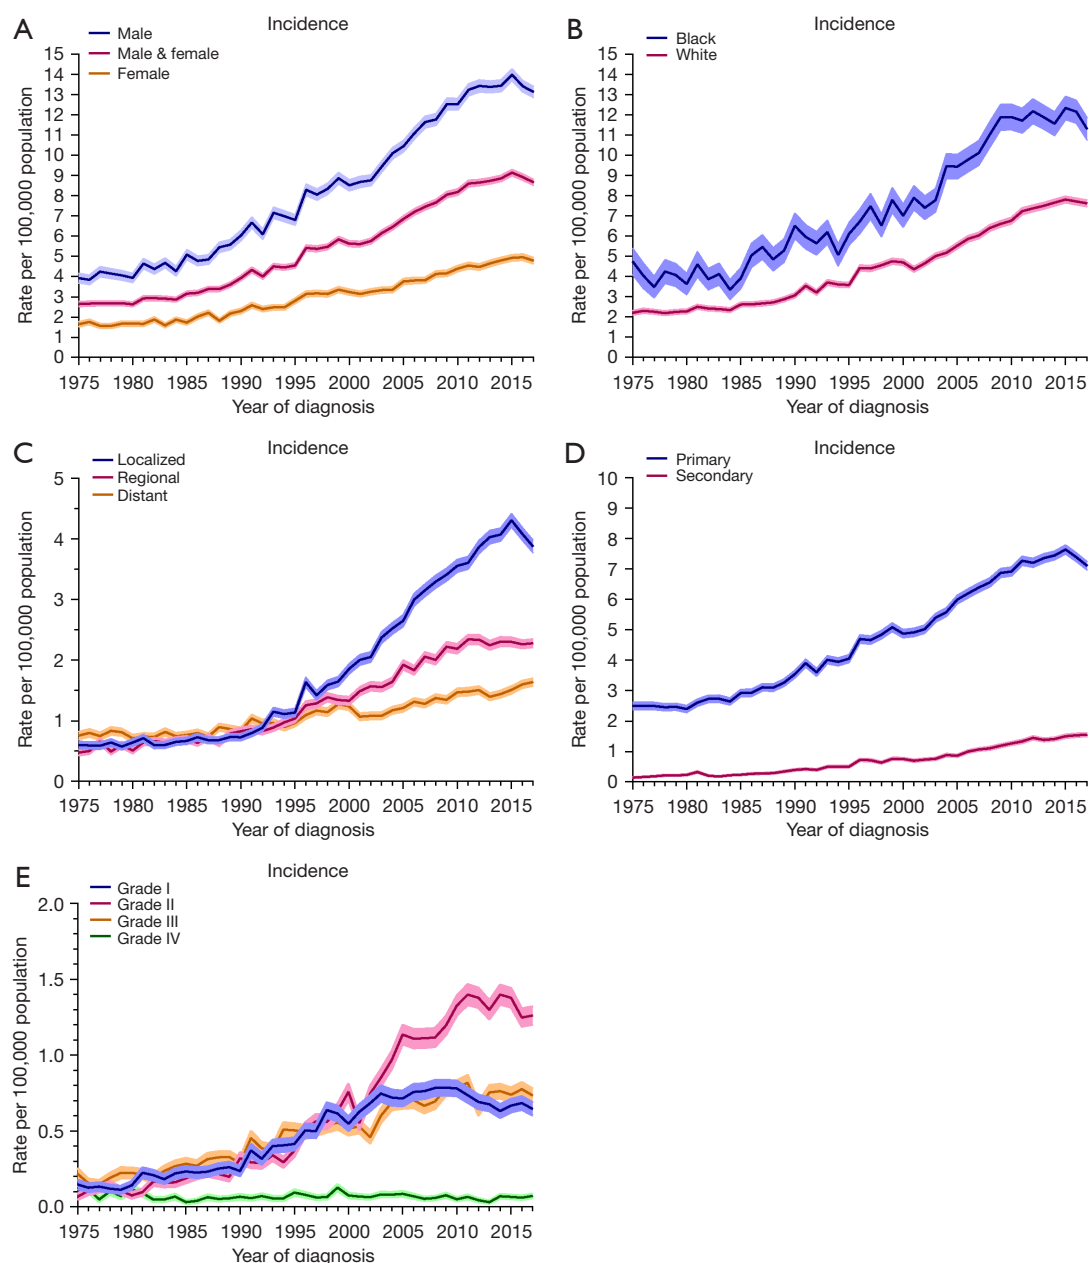 A
Incidence
Male
Male & female
Female
15
14
13
12
11
10
9
8
7
6
5
4
3
2
1
0
Rate per 100,000 population
1975 1980 1985 1990 1995 2000 2005 2010 2015
Year of diagnosis
B
Incidence
Black
White
15
14
13
12
11
10
9
8
7
6
5
4
3
2
1
0
Rate per 100,000 population
1975 1980 1985 1990 1995 2000 2005 2010 2015
Year of diagnosis
C
Incidence
Localized
Regional
Distant
5
4
3
2
1
0
Rate per 100,000 population
1975 1980 1985 1990 1995 2000 2005 2010 2015
Year of diagnosis
D
Incidence
Primary
Secondary
10
9
8
7
6
5
4
3
2
1
0
Rate per 100,000 population
1975 1980 1985 1990 1995 2000 2005 2010 2015
Year of diagnosis
E
Incidence
Grade I
Grade II
Grade III
Grade IV
2.0
1.5
1.0
0.5
0.0
Rate per 100,000 population
1975 1980 1985 1990 1995 2000 2005 2010 2015
Year of diagnosis